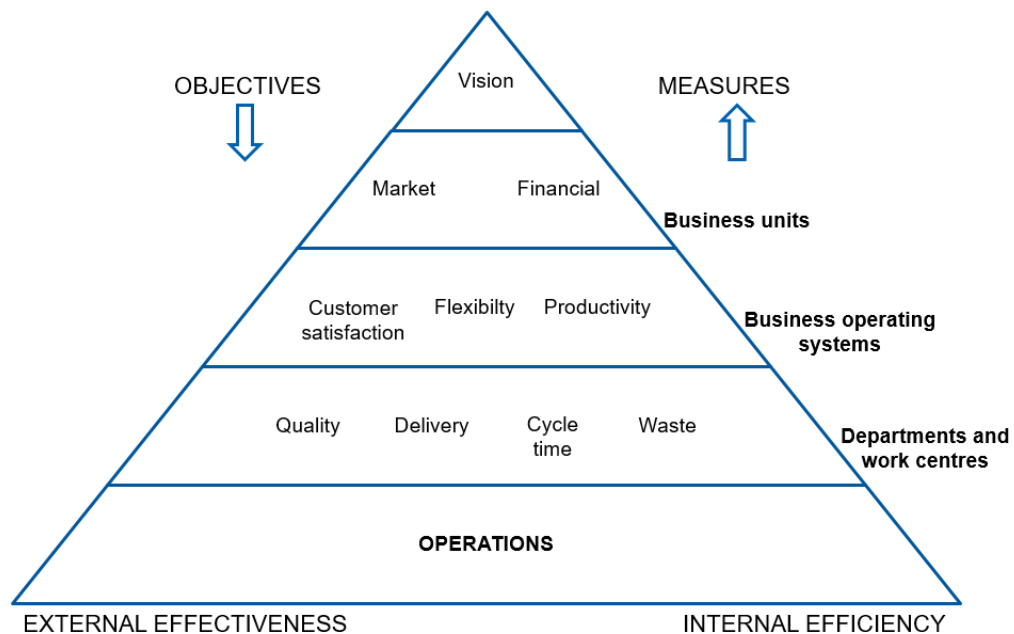 Vision
OBJECTIVES
MEASURES
Market
Financial
Business units
Customer
satisfaction
Flexibilty
Productivity
Business operating
systems
Quality
Delivery
Cycle
time
Waste
Departments and
work centres
OPERATIONS
EXTERNAL EFFECTIVENESS
INTERNAL EFFICIENCY